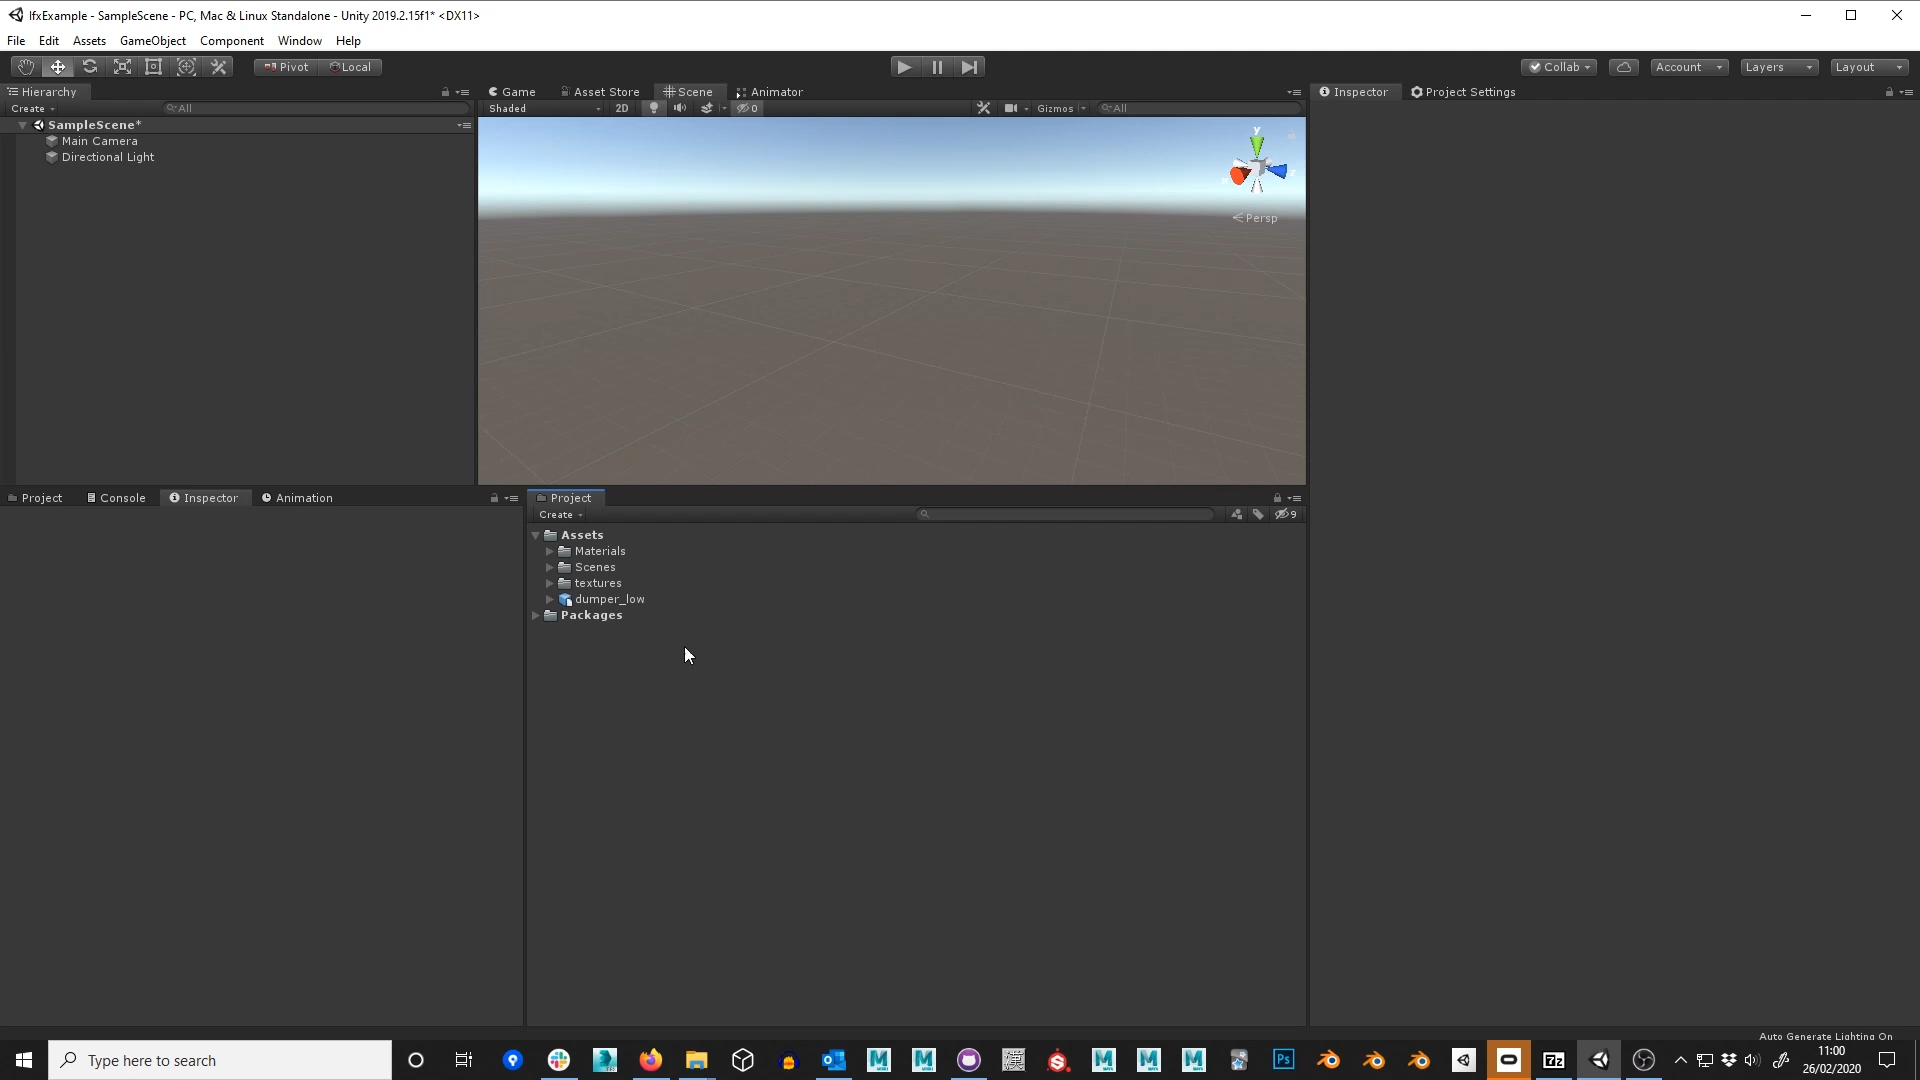 IfxExample - SampleScene - PC, Mac & Linux Standalone - Unity 2019.2.15f1* <DX11>
File Edit Assets GameObject Component Window Help
Pivot Local Collab Account Layers Layout
Hierarchy Game Asset Store Scene Animator Inspector Project Settings
Create All Shaded 2D 0 Gizmos All
SampleScene*
Main Camera
Directional Light
y
x
z
Persp
Project Console Inspector Animation Project
Create 9
Assets
Materials
Scenes
textures
dumper_low
Packages
Auto Generate Lighting On
Type here to search
Ps
7z
11:00
26/02/2020